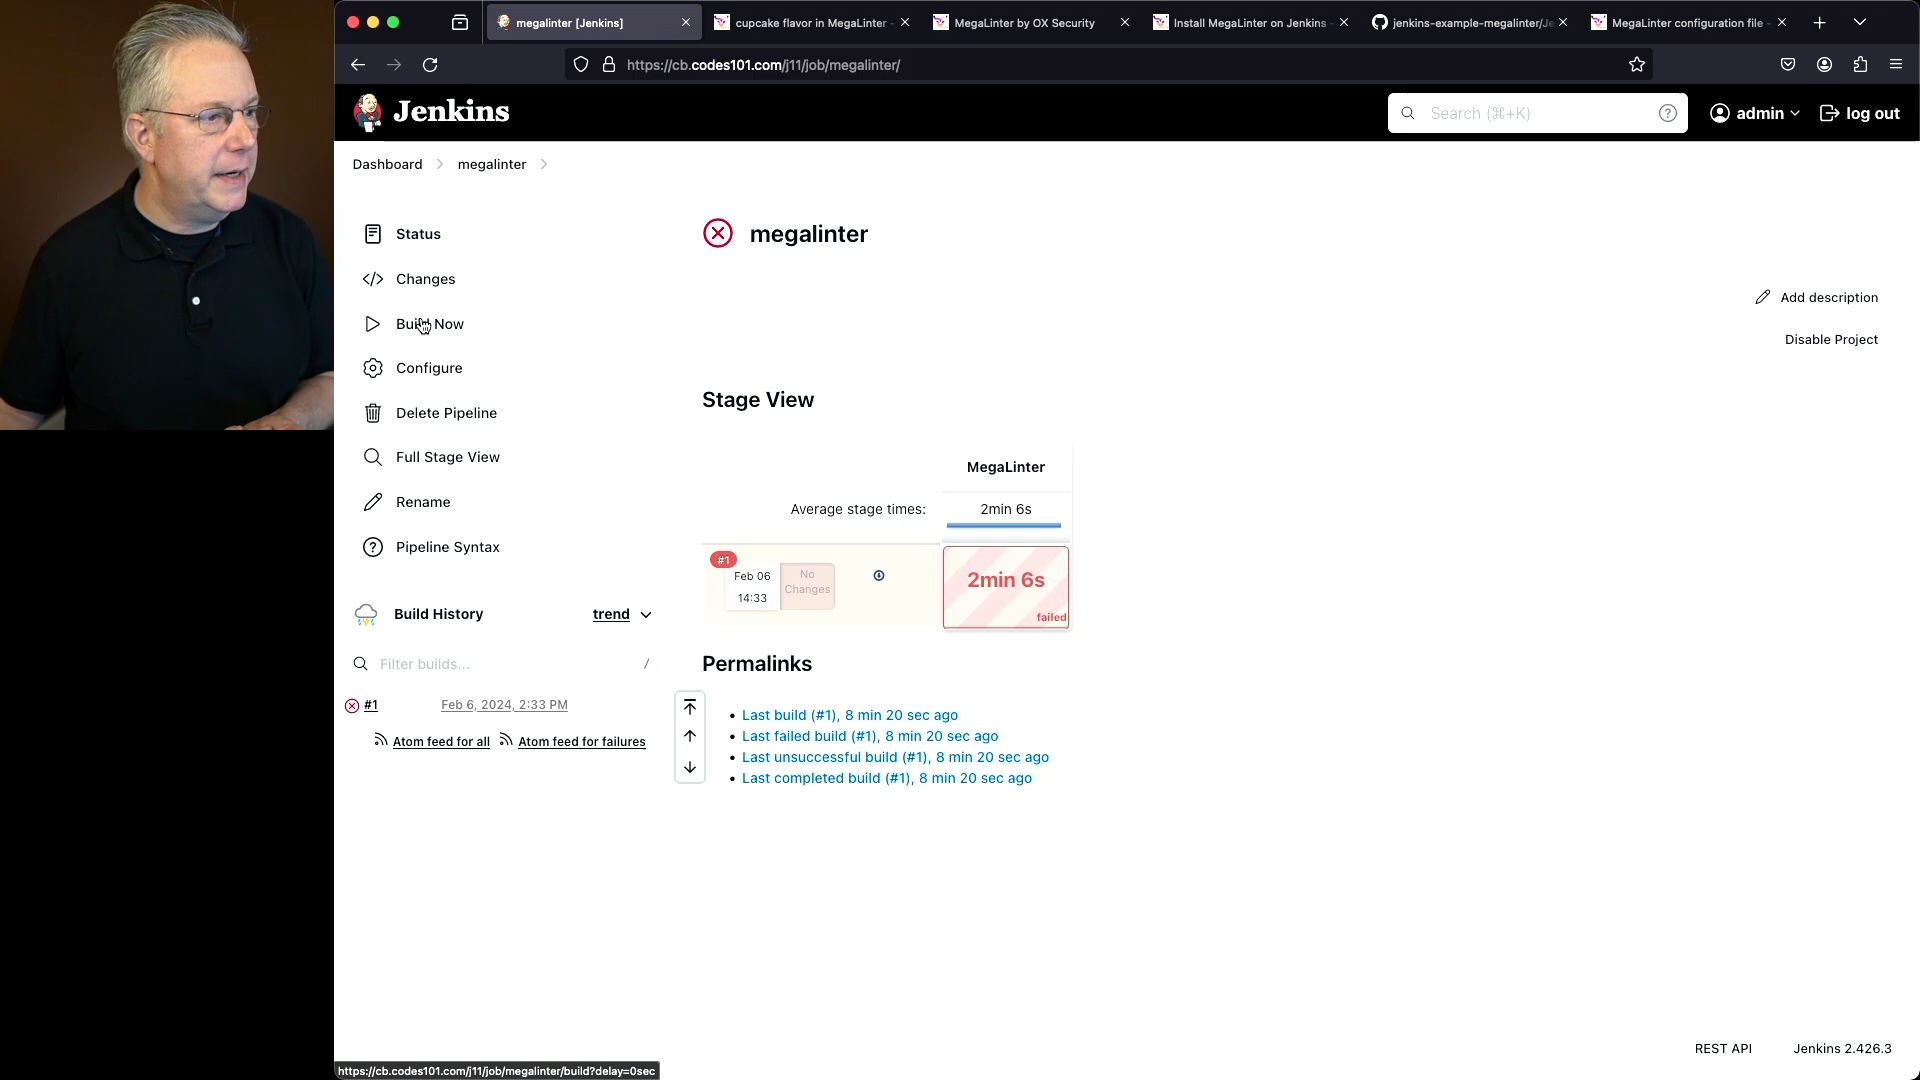 megalinter [Jenkins]
cupcake flavor in MegaLinter -
MegaLinter by OX Security
Install MegaLinter on Jenkins -
jenkins-example-megalinter/Je
MegaLinter configuration file -
https://cb.codes101.com/j11/job/megalinter/
Jenkins
Search (⌘+K)
admin
log out
Dashboard
megalinter
Status
Changes
Build Now
Configure
Delete Pipeline
Full Stage View
Rename
Pipeline Syntax
Build History
trend
Filter builds...
/
#1
Feb 6, 2024, 2:33 PM
Atom feed for all
Atom feed for failures
megalinter
Add description
Disable Project
Stage View
MegaLinter
Average stage times:
2min 6s
#1
Feb 06
14:33
No
Changes
2min 6s
failed
Permalinks
• Last build (#1), 8 min 20 sec ago
• Last failed build (#1), 8 min 20 sec ago
• Last unsuccessful build (#1), 8 min 20 sec ago
• Last completed build (#1), 8 min 20 sec ago
REST API
Jenkins 2.426.3
https://cb.codes101.com/j11/job/megalinter/build?delay=0sec